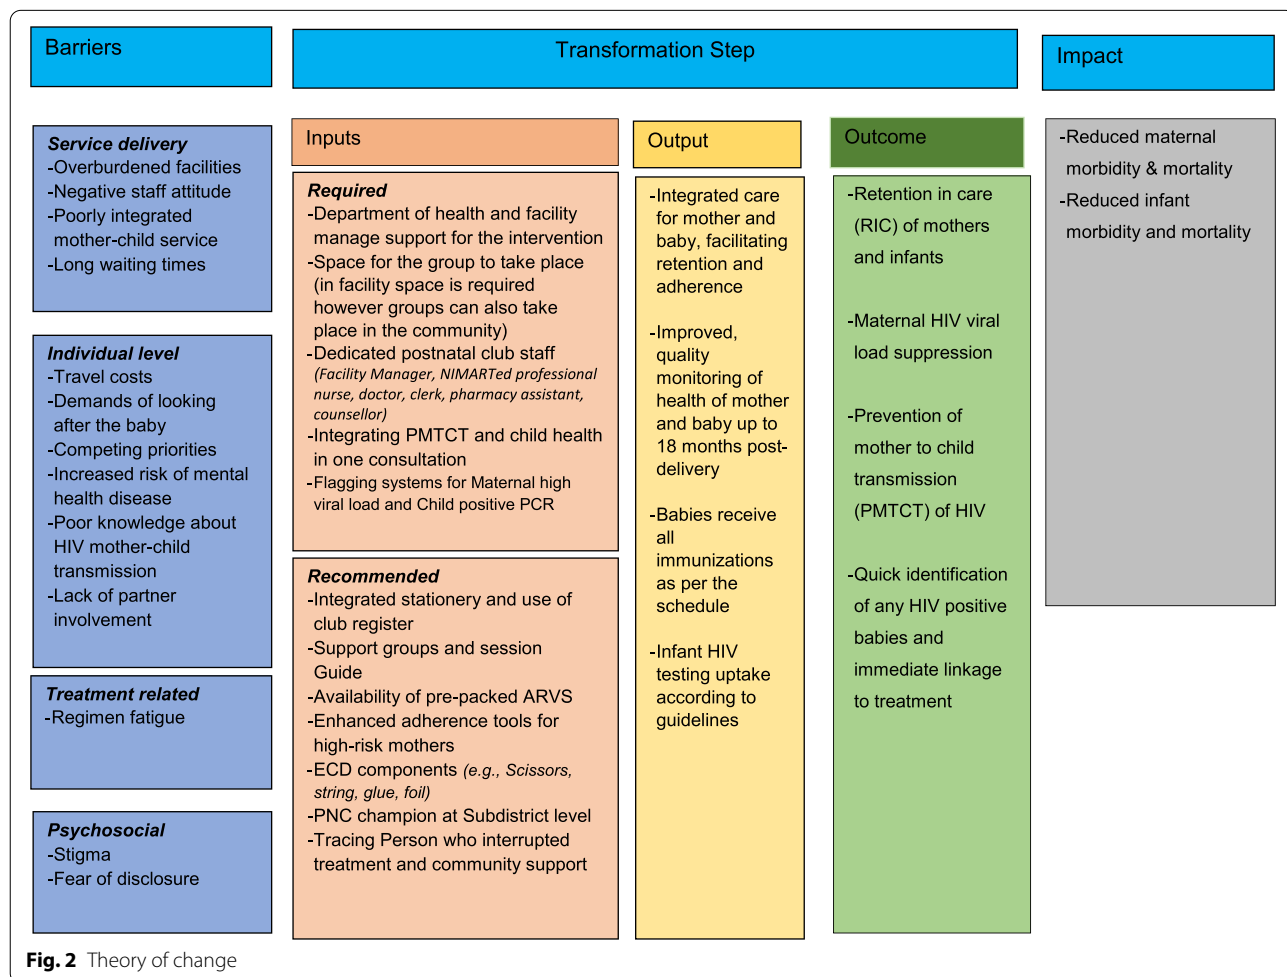 Barriers
Transformation Step
Impact
Service delivery
-Overburdened facilities
-Negative staff attitude
-Poorly integrated
mother-child service
-Long waiting times
Individual level
-Travel costs
-Demands of looking
after the baby
-Competing priorities
-Increased risk of mental
health disease
-Poor knowledge about
HIV mother-child
transmission
-Lack of partner
involvement
Treatment related
-Regimen fatigue
Psychosocial
-Stigma
-Fear of disclosure
Inputs
Required
-Department of health and facility
manage support for the intervention
-Space for the group to take place
(in facility space is required
however groups can also take
place in the community)
-Dedicated postnatal club staff
(Facility Manager, NIMARTed professional
nurse, doctor, clerk, pharmacy assistant,
counsellor)
-Integrating PMTCT and child health
in one consultation
-Flagging systems for Maternal high
viral load and Child positive PCR
Recommended
-Integrated stationery and use of
club register
-Support groups and session
Guide
-Availability of pre-packed ARVS
-Enhanced adherence tools for
high-risk mothers
-ECD components (e.g., Scissors,
string, glue, foil)
-PNC champion at Subdistrict level
-Tracing Person who interrupted
treatment and community support
Output
-Integrated care
for mother and
baby, facilitating
retention and
adherence
-Improved,
quality
monitoring of
health of mother
and baby up to
18 months post-
delivery
-Babies receive
all
immunizations
as per the
schedule
-Infant HIV
testing uptake
according to
guidelines
Outcome
-Retention in care
(RIC) of mothers
and infants
-Maternal HIV viral
load suppression
-Prevention of
mother to child
transmission
(PMTCT) of HIV
-Quick identification
of any HIV positive
babies and
immediate linkage
to treatment
-Reduced maternal
morbidity & mortality
-Reduced infant
morbidity and mortality
Fig. 2 Theory of change